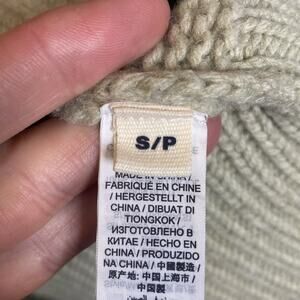 S/P
MADE IN CHINA /
FABRIQUÉ EN CHINE
/ HERGESTELLT IN
CHINA / DIBUAT DI
TIONGKOK /
ИЗГОТОВЛЕНО В
КИТАЕ / HECHO EN
CHINA / PRODUZIDO
NA CHINA / 中國製造 /
原产地: 中国上海市 /
中国製